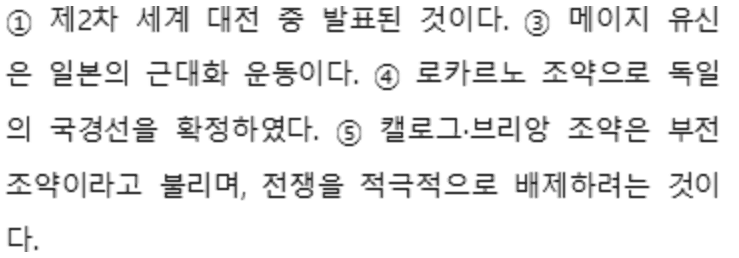 ① 제2차 세계 대전 중 발표된 것이다. ③ 메이지 유신
은 일본의 근대화 운동이다. ④ 로카르노 조약으로 독일
의 국경선을 확정하였다. ⑤ 캘로그·브리앙 조약은 부전
조약이라고 불리며, 전쟁을 적극적으로 배제하려는 것이
다.